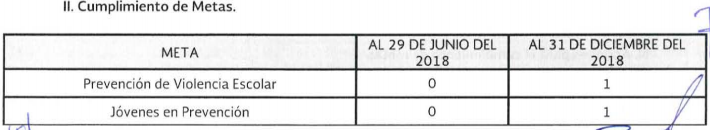 II. Cumplimiento de Metas.
META AL 29 DE JUNIO DEL 2018 AL 31 DE DICIEMBRE DEL 2018
Prevención de Violencia Escolar 0 1
Jóvenes en Prevención 0 1